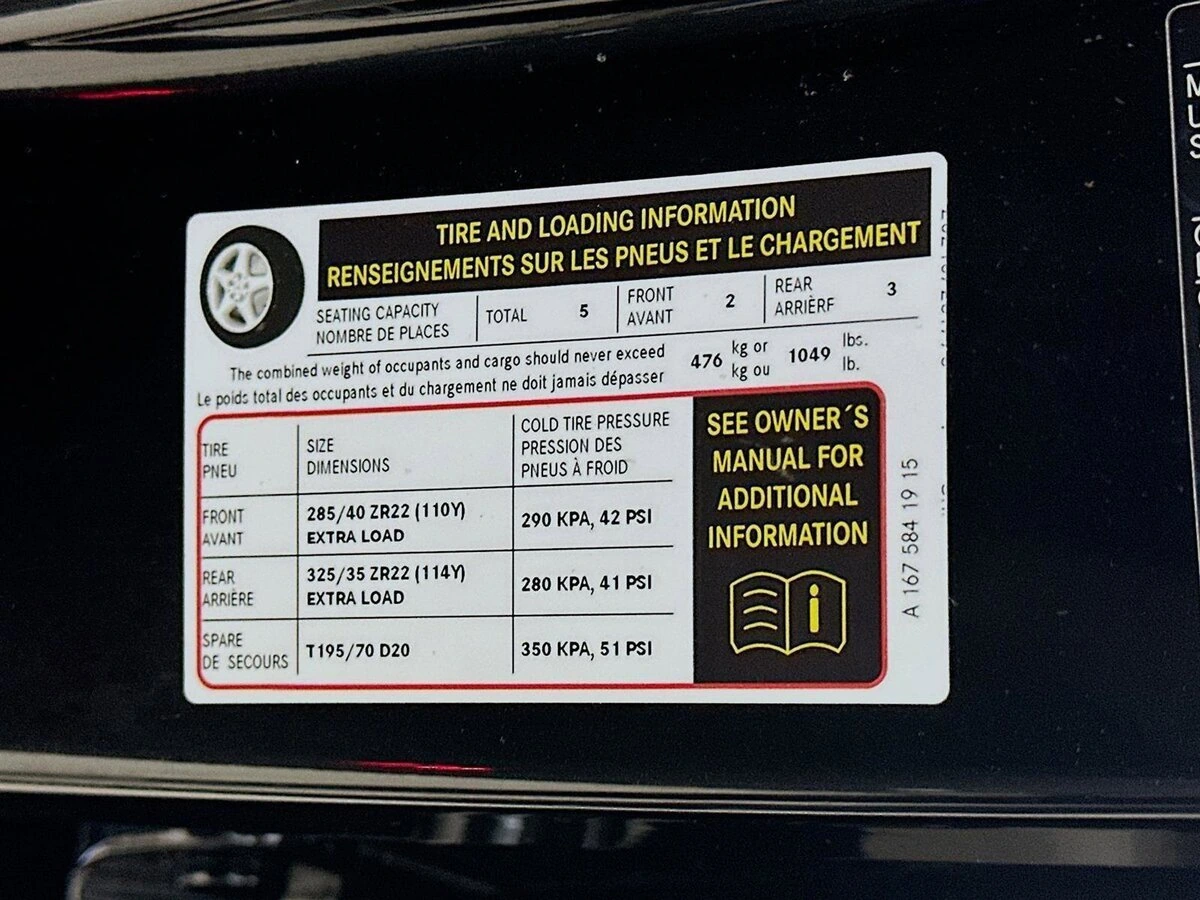 TIRE AND LOADING INFORMATION
RENSEIGNEMENTS SUR LES PNEUS ET LE CHARGEMENT
SEATING CAPACITY
NOMBRE DE PLACES
TOTAL 5
FRONT
AVANT
2
REAR
ARRIÈRE
3
The combined weight of occupants and cargo should never exceed
Le poids total des occupants et du chargement ne doit jamais dépasser
476
kg or
kg ou
1049
lbs.
lb.
TIRE
PNEU
SIZE
DIMENSIONS
COLD TIRE PRESSURE
PRESSION DES
PNEUS À FROID
FRONT
AVANT
285/40 ZR22 (110Y)
EXTRA LOAD
290 KPA, 42 PSI
REAR
ARRIÈRE
325/35 ZR22 (114Y)
EXTRA LOAD
280 KPA, 41 PSI
SPARE
DE SECOURS
T195/70 D20
350 KPA, 51 PSI
SEE OWNER´S
MANUAL FOR
ADDITIONAL
INFORMATION
i
A 167 584 19 15